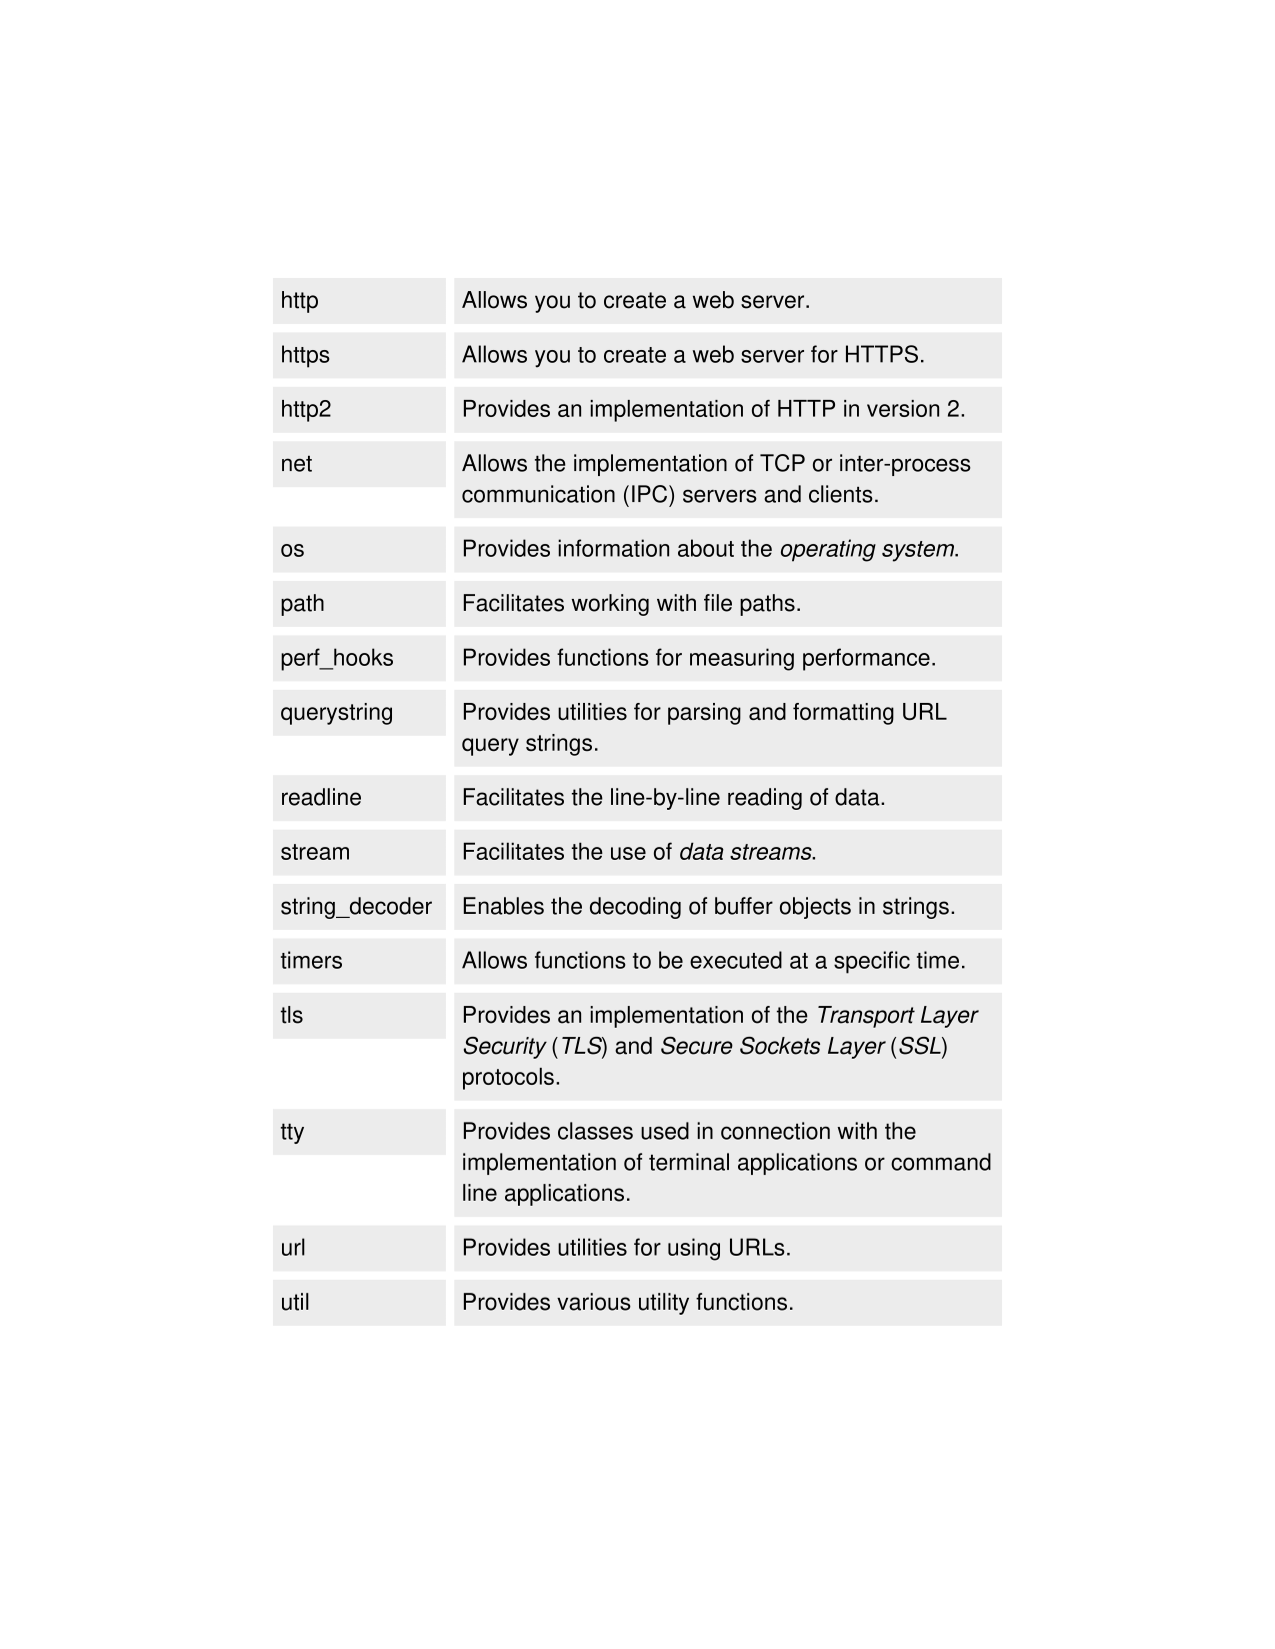 http Allows you to create a web server.
https Allows you to create a web server for HTTPS.
http2 Provides an implementation of HTTP in version 2.
net Allows the implementation of TCP or inter-process
communication (IPC) servers and clients.
os Provides information about the operating system.
path Facilitates working with file paths.
perf_hooks Provides functions for measuring performance.
querystring Provides utilities for parsing and formatting URL
query strings.
readline Facilitates the line-by-line reading of data.
stream Facilitates the use of data streams.
string_decoder Enables the decoding of buffer objects in strings.
timers Allows functions to be executed at a specific time.
tls Provides an implementation of the Transport Layer
Security (TLS) and Secure Sockets Layer (SSL)
protocols.
tty Provides classes used in connection with the
implementation of terminal applications or command
line applications.
url Provides utilities for using URLs.
util Provides various utility functions.